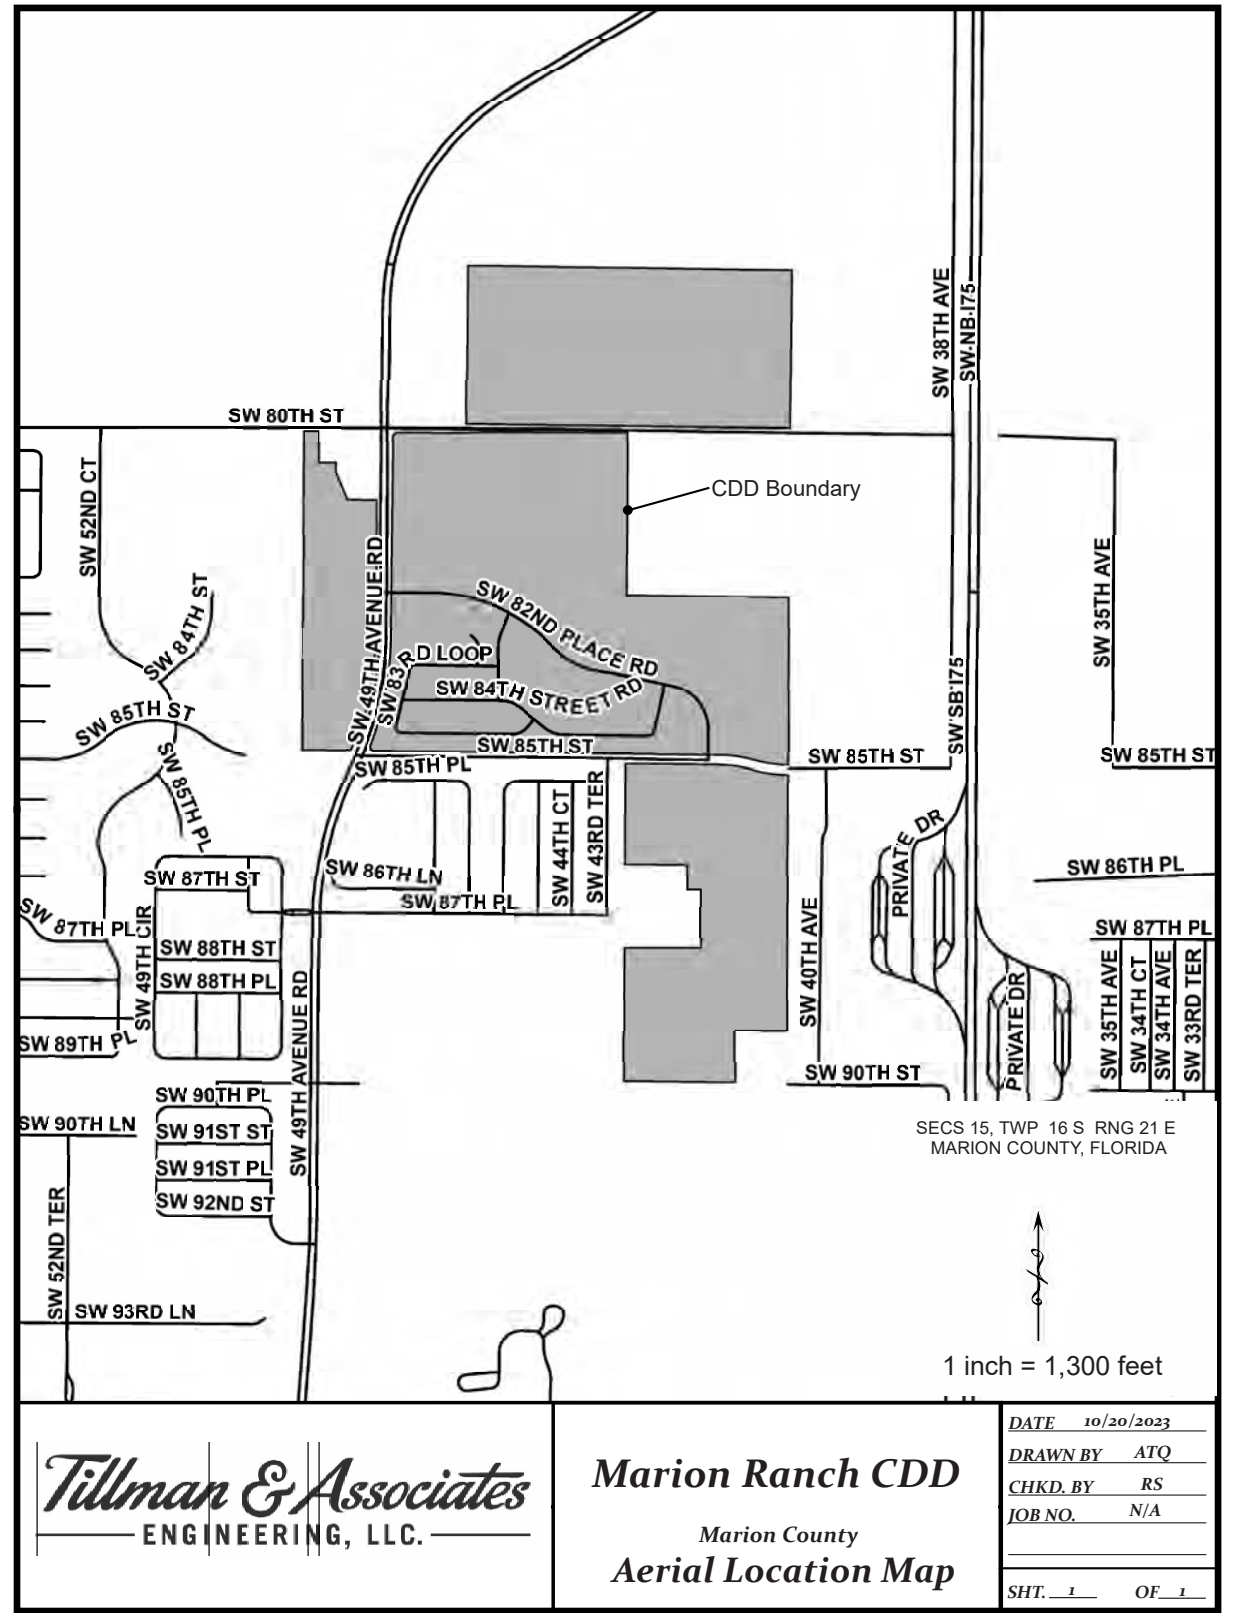 SW 38TH AVE
SW NB I75
SW 80TH ST
SW 52ND CT
CDD Boundary
SW 49TH AVENUE RD
SW 82ND PLACE RD
SW 35TH AVE
SW 84TH ST
SW 83RD LOOP
SW 84TH STREET RD
SW SB I75
SW 85TH ST
SW 85TH ST
SW 85TH ST
SW 85TH ST
SW 85TH PL
SW 85TH PL
SW 44TH CT
SW 43RD TER
PRIVATE DR
SW 86TH LN
SW 86TH PL
SW 87TH ST
SW 87TH PL
SW 87TH PL
SW 87TH PL
SW 49TH CIR
SW 88TH ST
SW 88TH PL
SW 40TH AVE
SW 35TH AVE
SW 34TH CT
SW 34TH AVE
SW 33RD TER
PRIVATE DR
SW 89TH PL
SW 49TH AVENUE RD
SW 90TH ST
SW 90TH PL
SW 90TH LN
SW 91ST ST
SW 91ST PL
SW 92ND ST
SW 52ND TER
SW 93RD LN
SECS 15, TWP 16 S RNG 21 E
MARION COUNTY, FLORIDA
1 inch = 1,300 feet
Tillman & Associates
ENGINEERING, LLC.
Marion Ranch CDD
Marion County
Aerial Location Map
DATE 10/20/2023
DRAWN BY ATQ
CHKD. BY RS
JOB NO. N/A
SHT. 1 OF 1